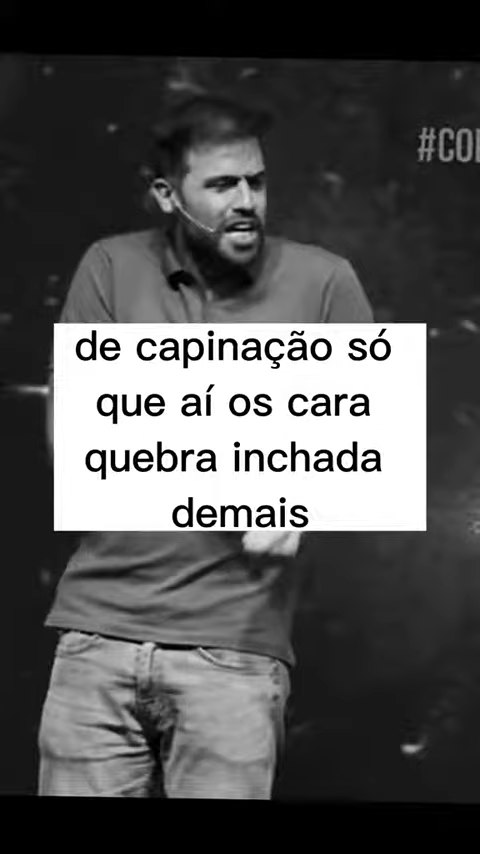 #CO
de capinação só
que aí os cara
quebra inchada
demais